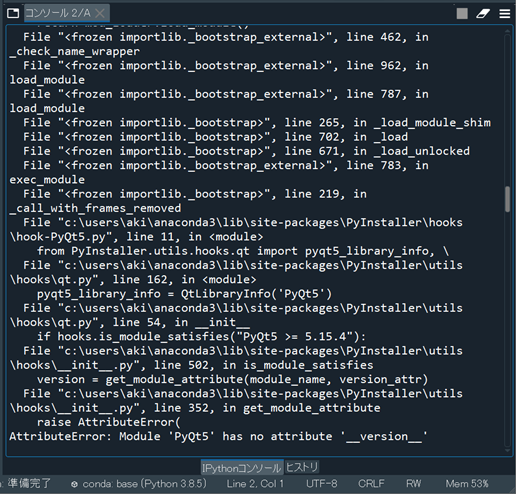 コンソール 2/A
File "<frozen importlib._bootstrap_external>", line 462, in
_check_name_wrapper
File "<frozen importlib._bootstrap_external>", line 962, in
load_module
File "<frozen importlib._bootstrap_external>", line 787, in
load_module
File "<frozen importlib._bootstrap>", line 265, in _load_module_shim
File "<frozen importlib._bootstrap>", line 702, in _load
File "<frozen importlib._bootstrap>", line 671, in _load_unlocked
File "<frozen importlib._bootstrap_external>", line 783, in
exec_module
File "<frozen importlib._bootstrap>", line 219, in
_call_with_frames_removed
File "c:\users\aki\anaconda3\lib\site-packages\PyInstaller\hooks
\hook-PyQt5.py", line 11, in <module>
from PyInstaller.utils.hooks.qt import pyqt5_library_info, \
File "c:\users\aki\anaconda3\lib\site-packages\PyInstaller\utils
\hooks\qt.py", line 162, in <module>
pyqt5_library_info = QtLibraryInfo('PyQt5')
File "c:\users\aki\anaconda3\lib\site-packages\PyInstaller\utils
\hooks\qt.py", line 54, in __init__
if hooks.is_module_satisfies("PyQt5 >= 5.15.4"):
File "c:\users\aki\anaconda3\lib\site-packages\PyInstaller\utils
\hooks\__init__.py", line 502, in is_module_satisfies
version = get_module_attribute(module_name, version_attr)
File "c:\users\aki\anaconda3\lib\site-packages\PyInstaller\utils
\hooks\__init__.py", line 352, in get_module_attribute
raise AttributeError(
AttributeError: Module 'PyQt5' has no attribute '__version__'
IPythonコンソール ヒストリ
準備完了 conda: base (Python 3.8.5) Line 2, Col 1 UTF-8 CRLF RW Mem 53%